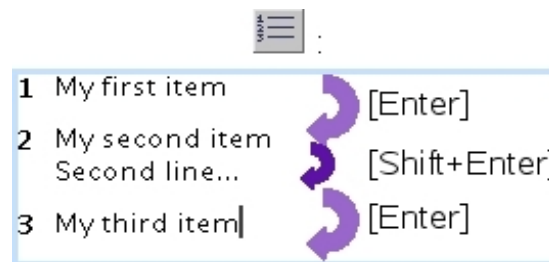 :
1 My first item
[Enter]
2 My second item
Second line...
[Shift+Enter]
3 My third item
[Enter]